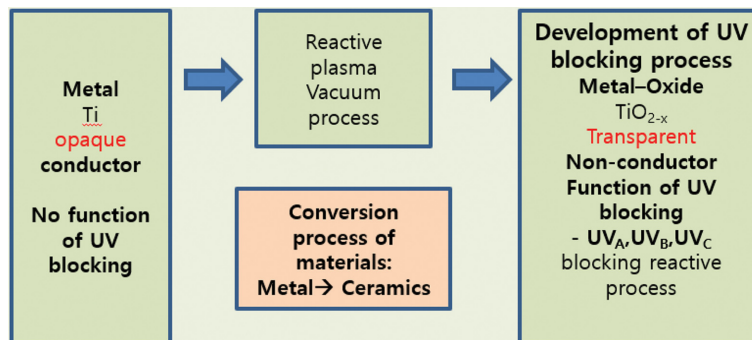 Metal
Ti
opaque
conductor
No function
of UV
blocking
Reactive
plasma
Vacuum
process
Conversion
process of
materials:
Metal→ Ceramics
Development of UV
blocking process
Metal–Oxide
TiO2-x
Transparent
Non-conductor
Function of UV
blocking
- UVA,UVB,UVC
blocking reactive
process